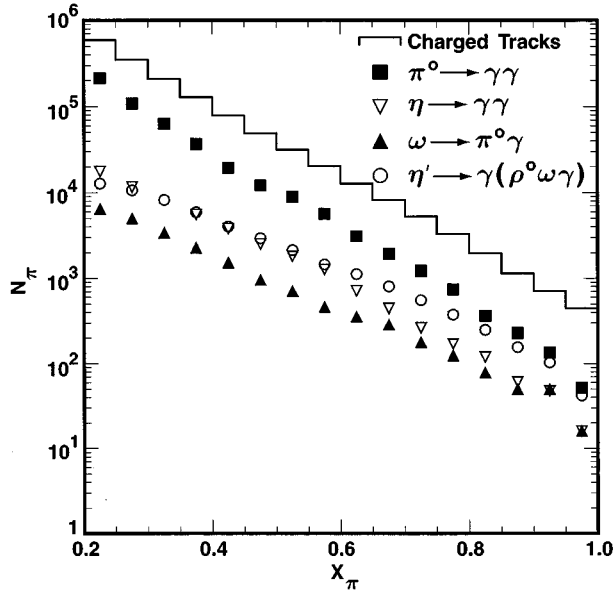 10⁶
10⁵
10⁴
10³
10²
10¹
1
N_π
Charged Tracks
π° → γγ
η → γγ
ω → π°γ
η′ → γ(ρ°ωγ)
0.2 0.4 0.6 0.8 1.0
X_π